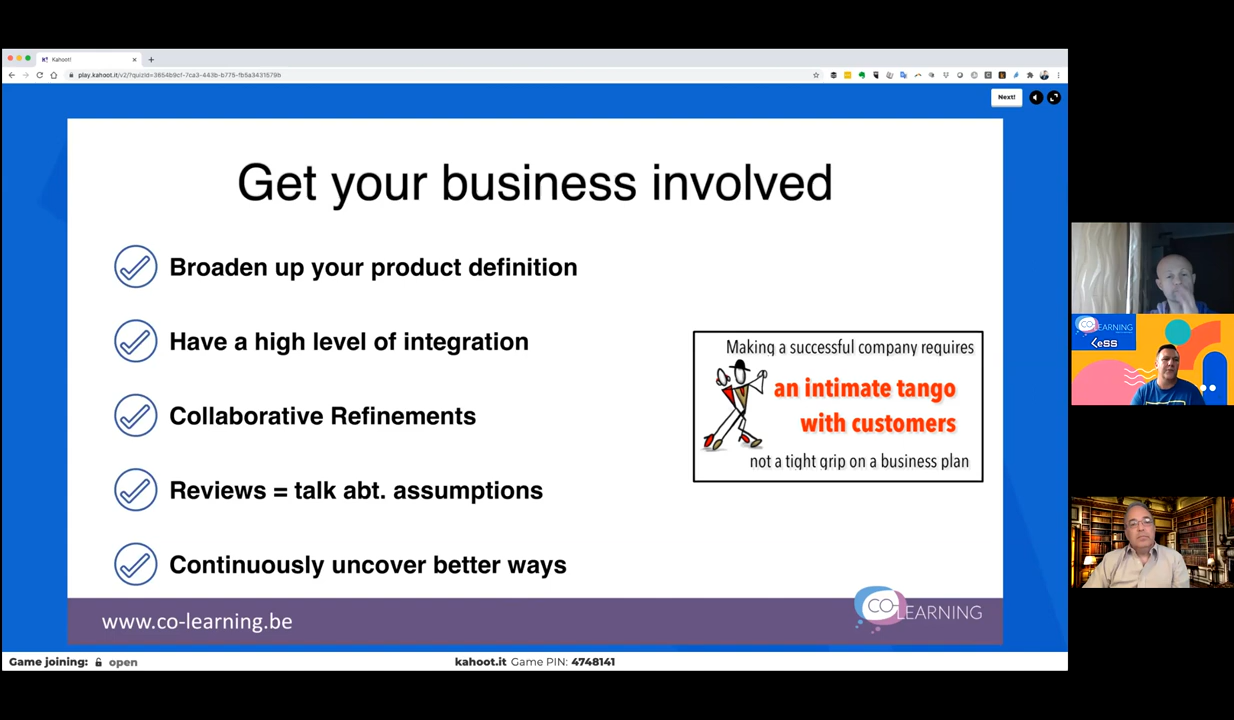 Kahoot!
play.kahoot.it/v2/?quizId=3654b9cf-7ca3-443b-b775-fb5a3431579b
Next!
Get your business involved
Broaden up your product definition
Have a high level of integration
Collaborative Refinements
Reviews = talk abt. assumptions
Continuously uncover better ways
Making a successful company requires
an intimate tango
with customers
not a tight grip on a business plan
www.co-learning.be
CO-LEARNING
Game joining: open
kahoot.it Game PIN: 4748141
CO-LEARNING
LESS